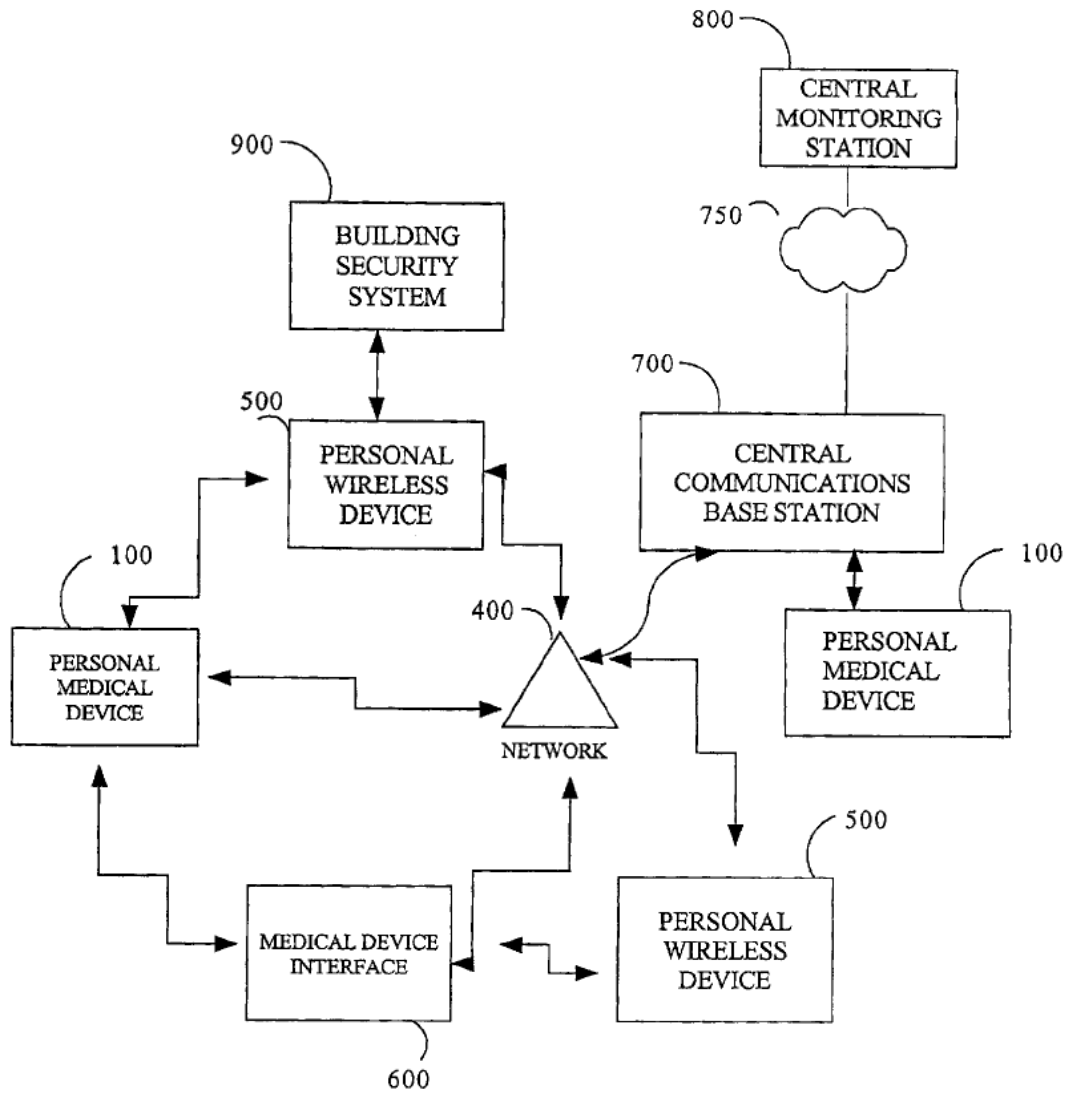 800
CENTRAL
MONITORING
STATION
900
750
BUILDING
SECURITY
SYSTEM
700
500
PERSONAL
WIRELESS
DEVICE
CENTRAL
COMMUNICATIONS
BASE STATION
100
400
100
PERSONAL
MEDICAL
DEVICE
PERSONAL
MEDICAL
DEVICE
NETWORK
500
MEDICAL DEVICE
INTERFACE
PERSONAL
WIRELESS
DEVICE
600